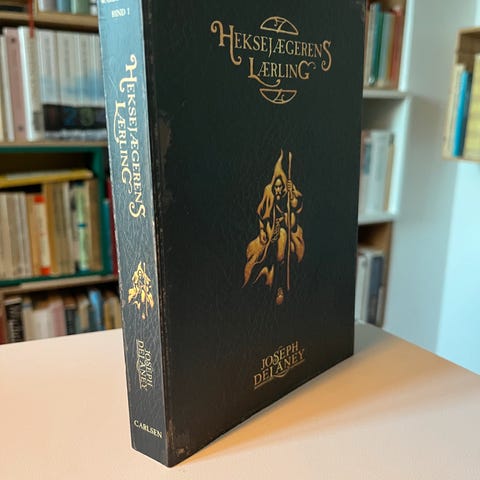 BIND 1
HEKSEJÆGERENS
LÆRLING
JOSEPH
DELANEY
CARLSEN
HEKSEJÆGERENS
LÆRLING
JOSEPH
DELANEY